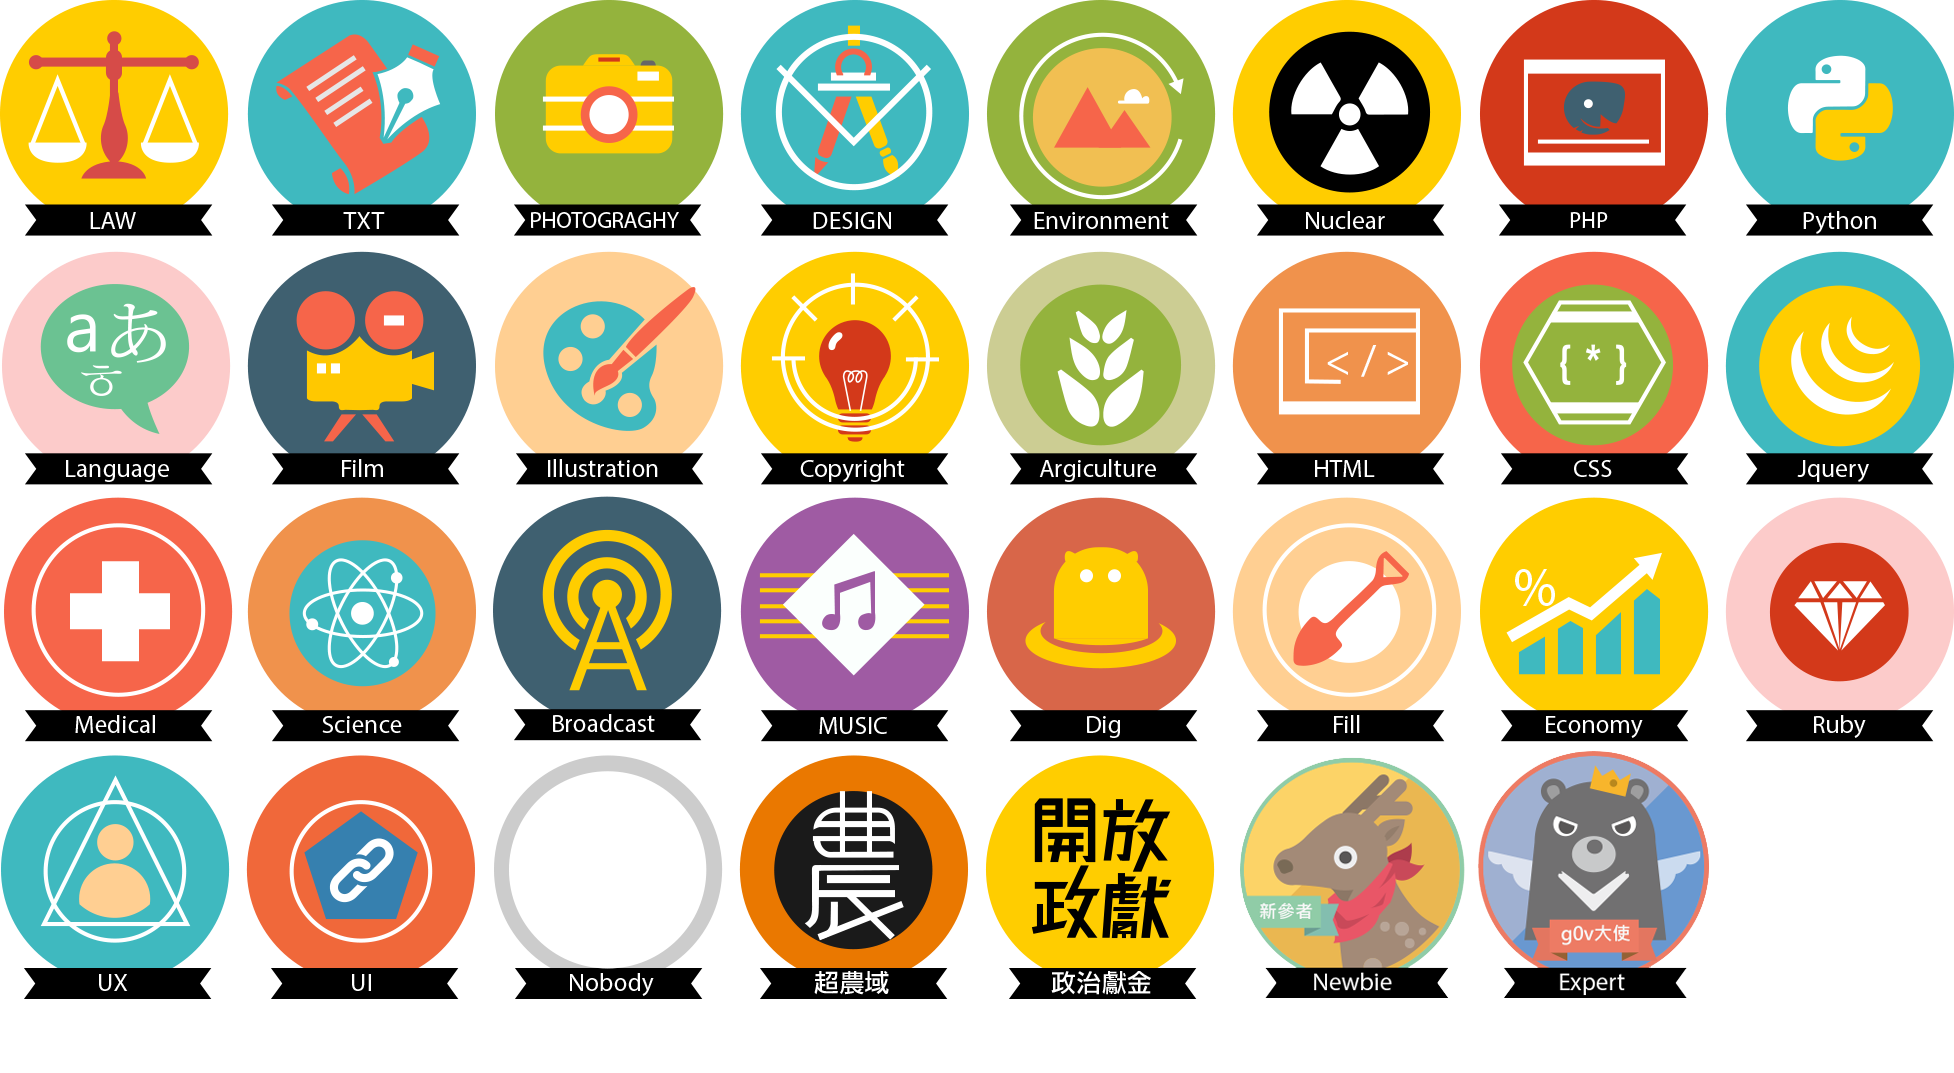 LAW
TXT
PHOTOGRAGHY
DESIGN
Environment
Nuclear
PHP
Python
aあ
흥
</>
{*}
Language
Film
Illustration
Copyright
Argiculture
HTML
CSS
Jquery
%
Medical
Science
Broadcast
MUSIC
Dig
Fill
Economy
Ruby
農
開放
政獻
新參者
g0v大使
UX
UI
Nobody
超農域
政治獻金
Newbie
Expert